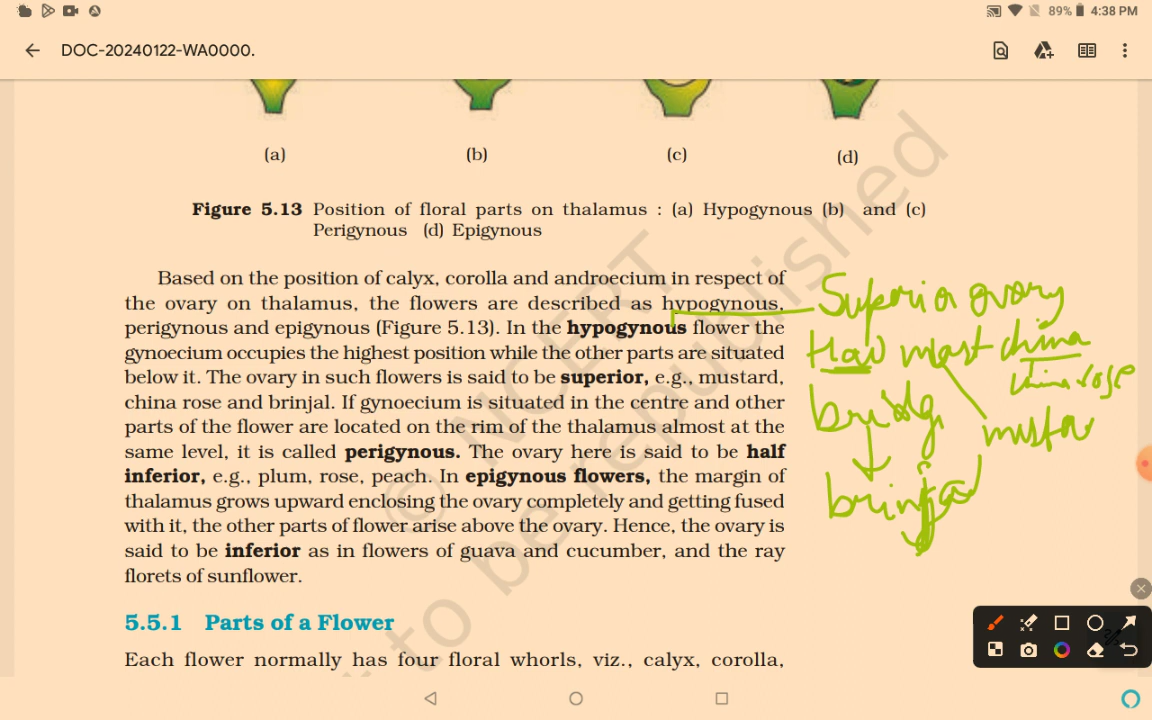 89% 4:38 PM
DOC-20240122-WA0000.
(a) (b) (c) (d)
Figure 5.13 Position of floral parts on thalamus : (a) Hypogynous (b) and (c)
Perigynous (d) Epigynous
Based on the position of calyx, corolla and androecium in respect of
the ovary on thalamus, the flowers are described as hypogynous,
perigynous and epigynous (Figure 5.13). In the hypogynous flower the
gynoecium occupies the highest position while the other parts are situated
below it. The ovary in such flowers is said to be superior, e.g., mustard,
china rose and brinjal. If gynoecium is situated in the centre and other
parts of the flower are located on the rim of the thalamus almost at the
same level, it is called perigynous. The ovary here is said to be half
inferior, e.g., plum, rose, peach. In epigynous flowers, the margin of
thalamus grows upward enclosing the ovary completely and getting fused
with it, the other parts of flower arise above the ovary. Hence, the ovary is
said to be inferior as in flowers of guava and cucumber, and the ray
florets of sunflower.
5.5.1 Parts of a Flower
Each flower normally has four floral whorls, viz., calyx, corolla,
Superior ovary
most china
china rose
© NCERT
to be republished